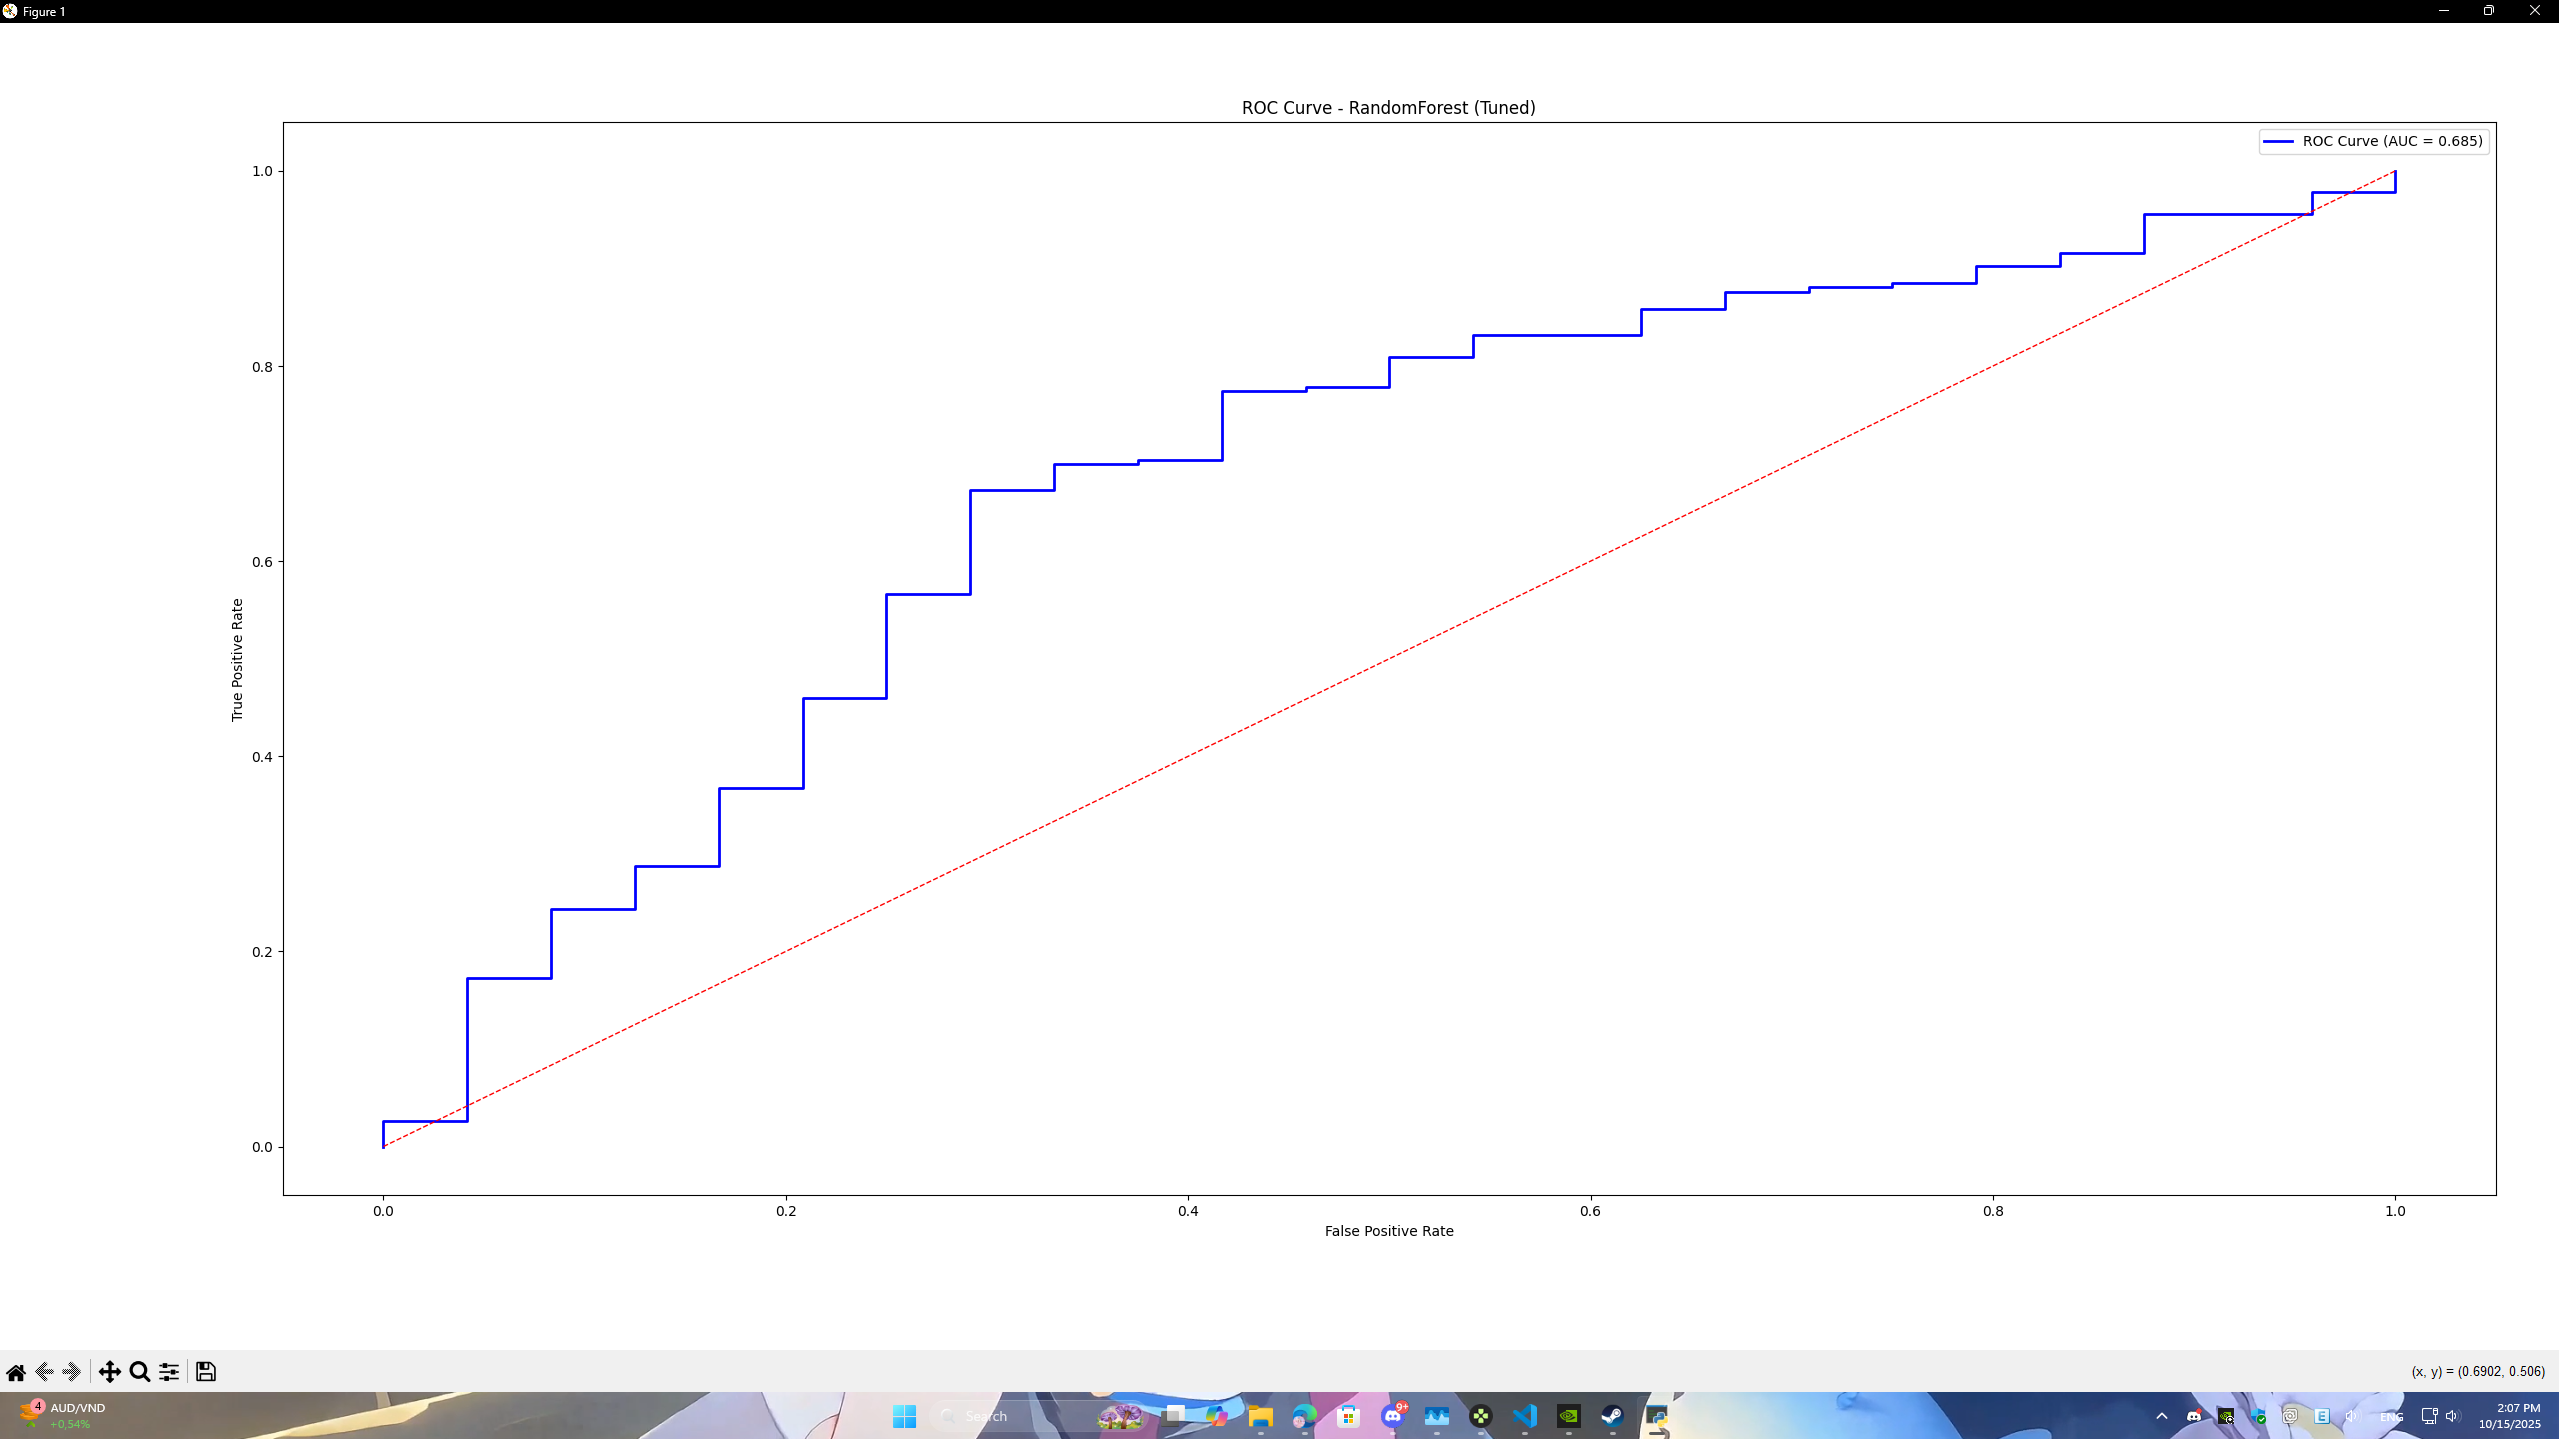 Figure 1
ROC Curve - RandomForest (Tuned)
ROC Curve (AUC = 0.685)
1.0
0.8
0.6
0.4
0.2
0.0
True Positive Rate
0.0 0.2 0.4 0.6 0.8 1.0
False Positive Rate
(x, y) = (0.6902, 0.506)
4
AUD/VND
+0,54%
Search
9+
ENG
2:07 PM
10/15/2025